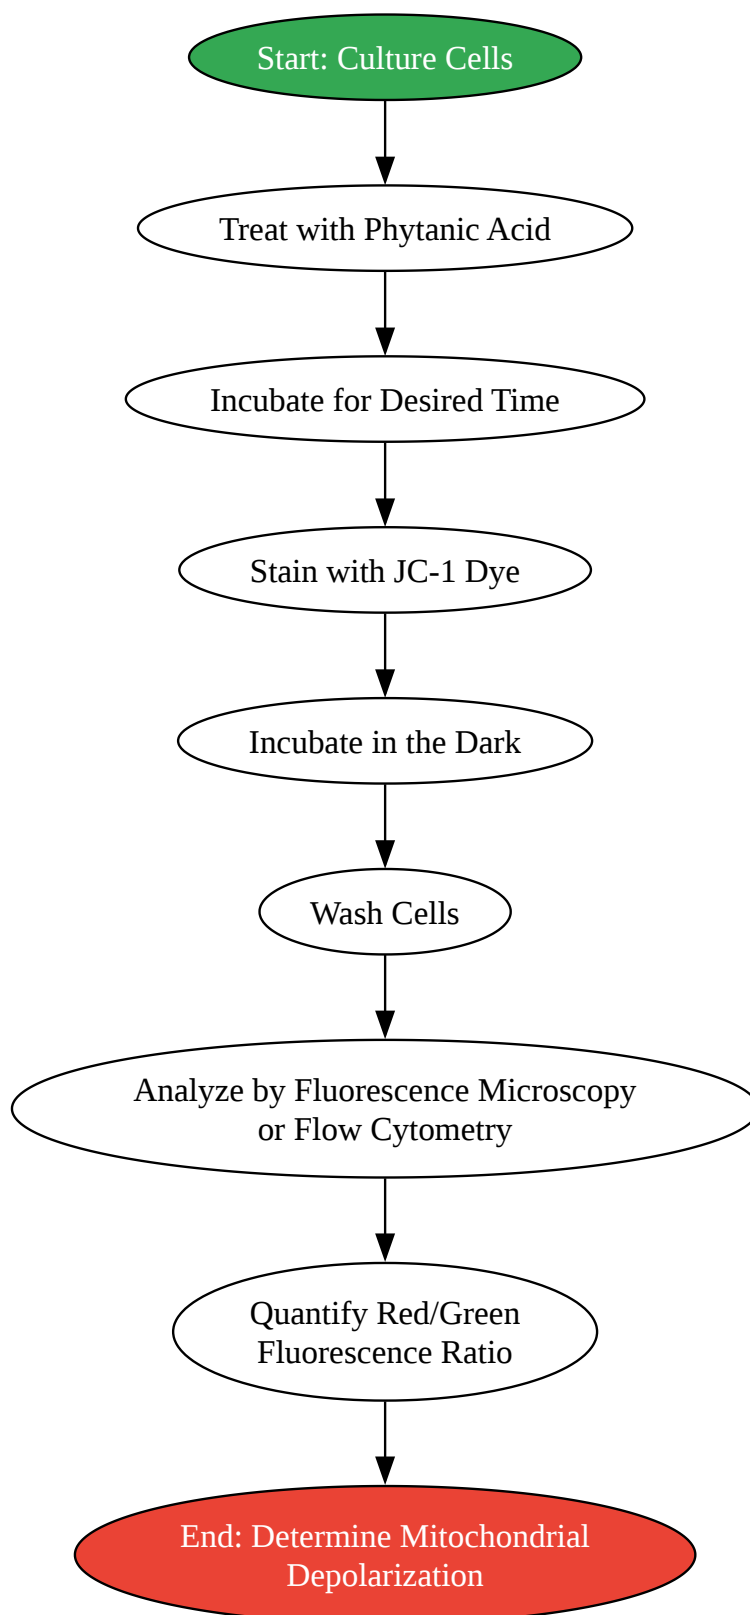 Start: Culture Cells
Treat with Phytanic Acid
Incubate for Desired Time
Stain with JC-1 Dye
Incubate in the Dark
Wash Cells
Analyze by Fluorescence Microscopy
or Flow Cytometry
Quantify Red/Green
Fluorescence Ratio
End: Determine Mitochondrial
Depolarization